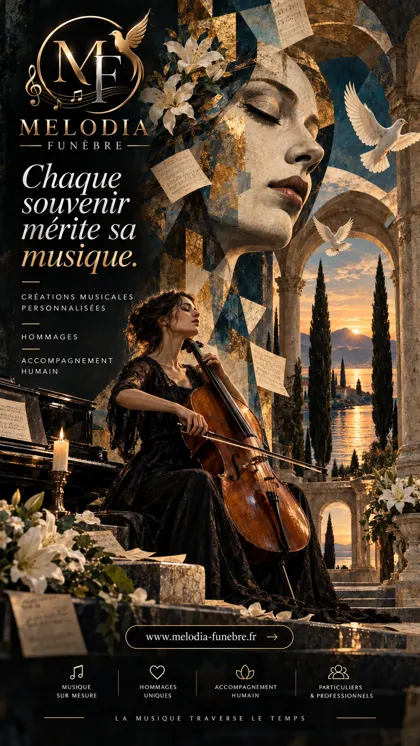 MF
MELODIA
FUNÈBRE
Chaque
souvenir
mérite sa
musique.
CRÉATIONS MUSICALES
PERSONNALISÉES
HOMMAGES
ACCOMPAGNEMENT
HUMAIN
www.melodia-funebre.fr →
MUSIQUE
SUR MESURE
HOMMAGES
UNIQUES
ACCOMPAGNEMENT
HUMAIN
PARTICULIERS
& PROFESSIONNELS
LA MUSIQUE TRAVERSE LE TEMPS